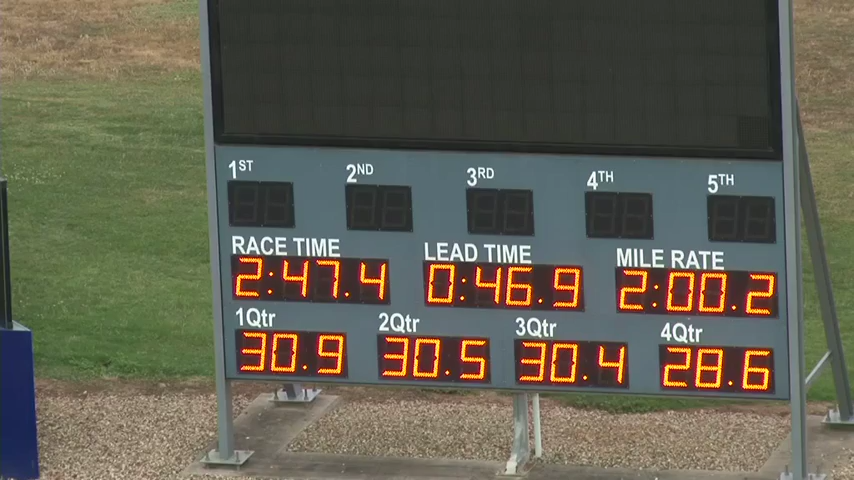 1ST 2ND 3RD 4TH 5TH
RACE TIME LEAD TIME MILE RATE
2:47.4 0:46.9 2:00.2
1Qtr 2Qtr 3Qtr 4Qtr
30.9 30.5 30.4 28.6